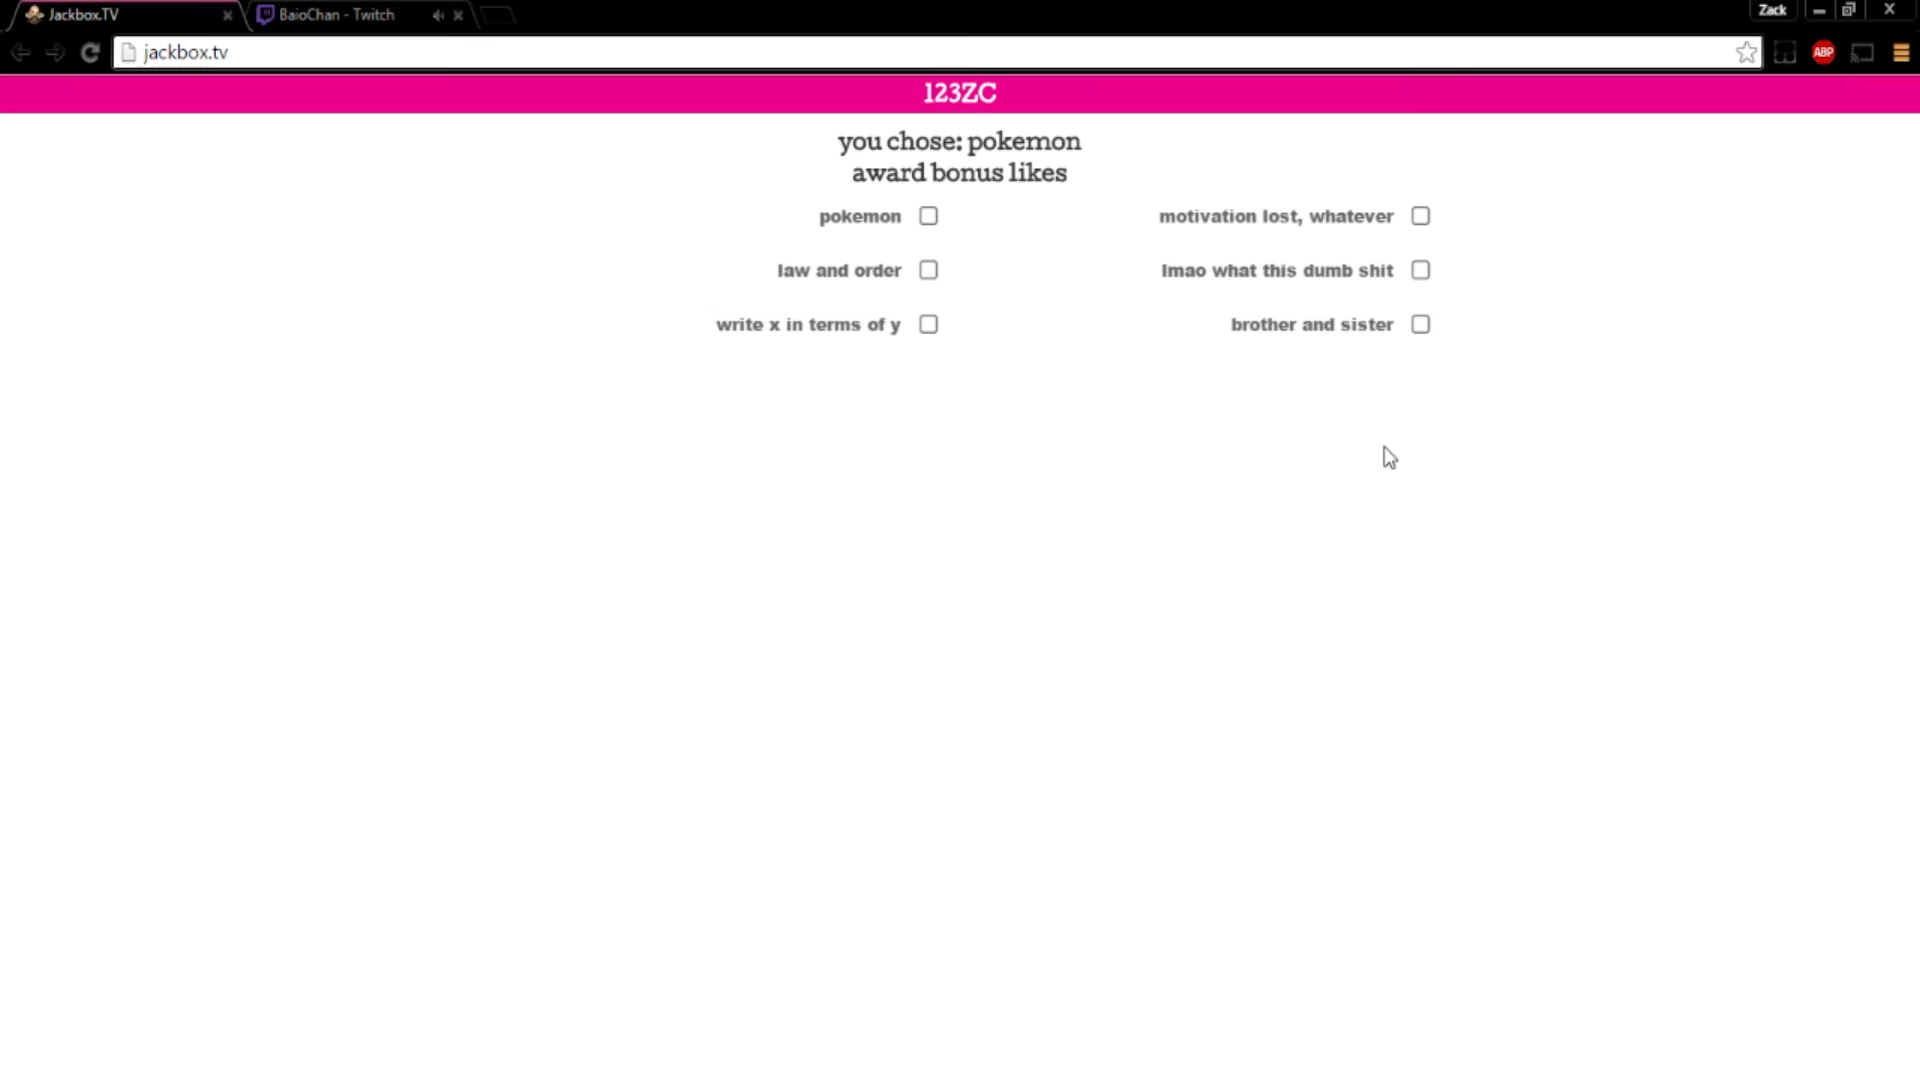 Jackbox.TV
BaioChan - Twitch
Zack
jackbox.tv
ABP
123ZC
you chose: pokemon
award bonus likes
pokemon
motivation lost, whatever
law and order
lmao what this dumb shit
write x in terms of y
brother and sister